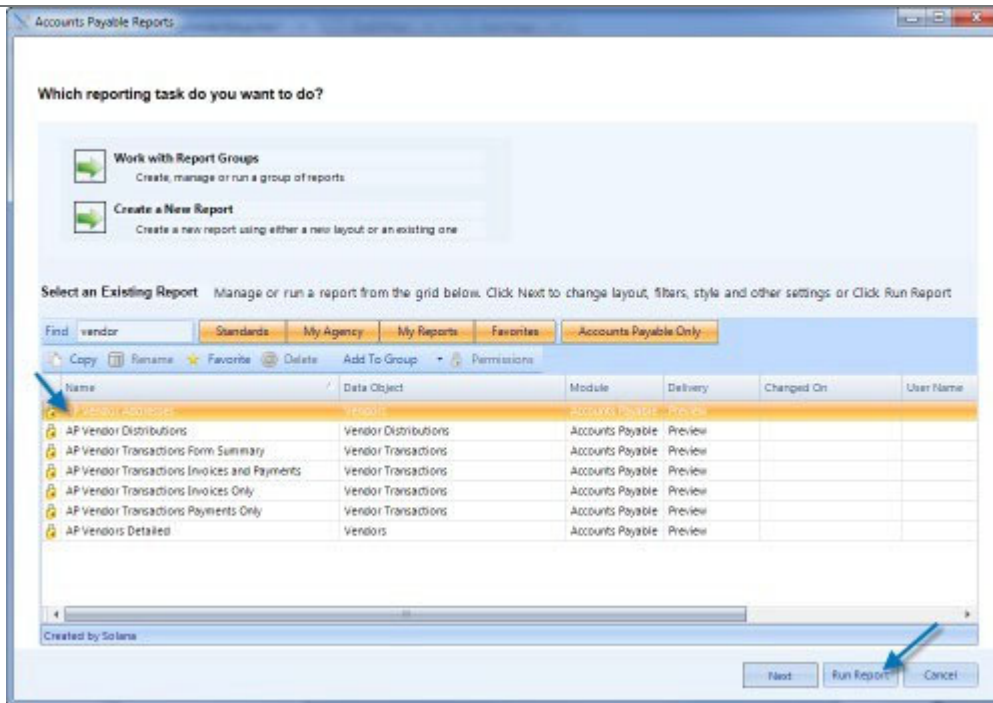 Accounts Payable Reports
Which reporting task do you want to do?
Work with Report Groups
Create, manage or run a group of reports
Create a New Report
Create a new report using either a new layout or an existing one
Select an Existing Report Manage or run a report from the grid below. Click Next to change layout, filters, style and other settings or Click Run Report
Find vendor Standards My Agency My Reports Favorites Accounts Payable Only
Copy Rename Favorite Delete Add To Group Permissions
Name Data Object Module Delivery Changed On User Name
AP Vendor Addresses Vendors Accounts Payable Preview
AP Vendor Distributions Vendor Distributions Accounts Payable Preview
AP Vendor Transactions Form Summary Vendor Transactions Accounts Payable Preview
AP Vendor Transactions Invoices and Payments Vendor Transactions Accounts Payable Preview
AP Vendor Transactions Invoices Only Vendor Transactions Accounts Payable Preview
AP Vendor Transactions Payments Only Vendor Transactions Accounts Payable Preview
AP Vendors Detailed Vendors Accounts Payable Preview
Created by Solana
Next Run Report Cancel